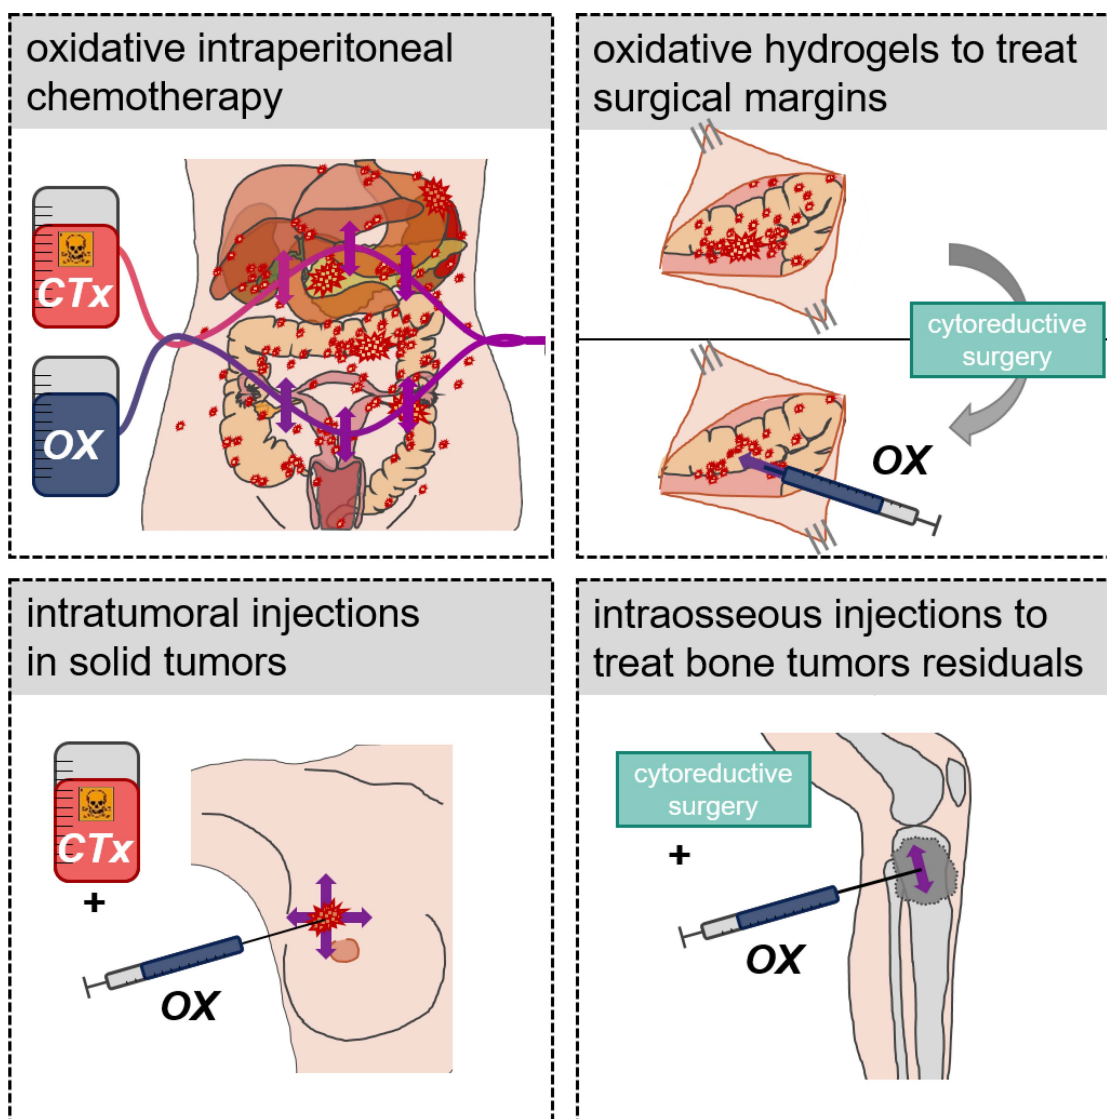 oxidative intraperitoneal
chemotherapy
CTx
OX
oxidative hydrogels to treat
surgical margins
cytoreductive
surgery
OX
intratumoral injections
in solid tumors
CTx
+
OX
intraosseous injections to
treat bone tumors residuals
cytoreductive
surgery
+
OX